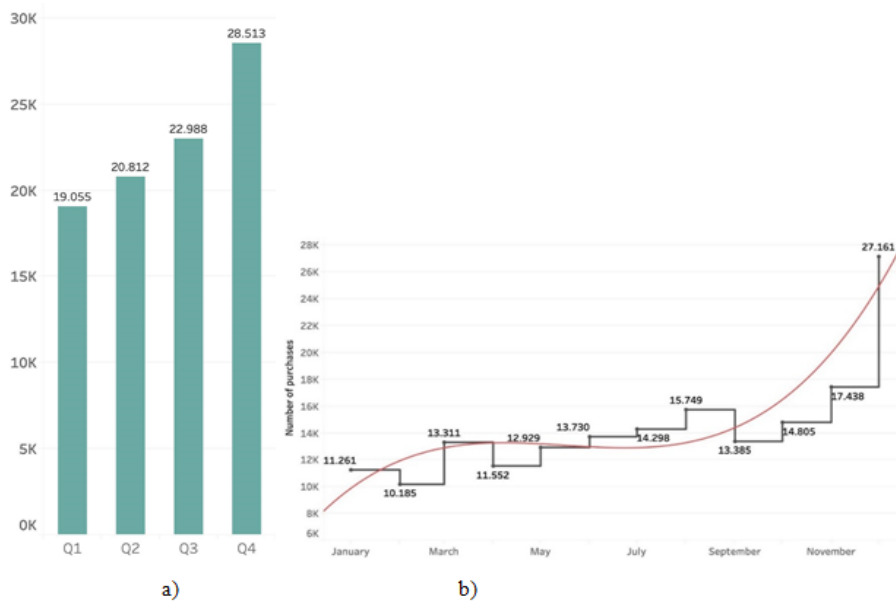 30K
28.513
25K
22.988
20.812
20K
19.055
15K
10K
5K
0K
Q1 Q2 Q3 Q4
a)
Number of purchases
28K
27.161
26K
24K
22K
20K
18K
17.438
16K
15.749
14.805
14K
13.311 12.929 13.730 14.298 13.385
12K
11.261 11.552
10K
10.185
8K
6K
January March May July September November
b)